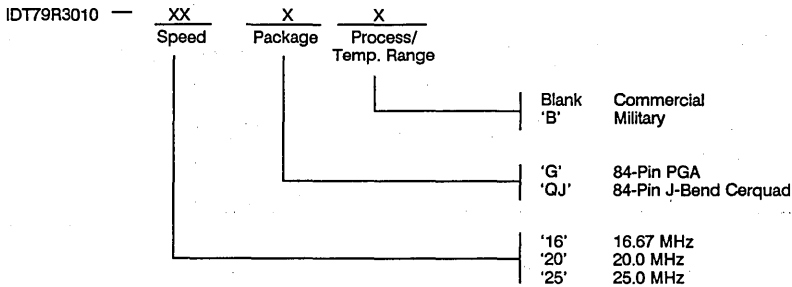 IDT79R3010 — XX X X
Speed Package Process/
Temp. Range
Blank Commercial
'B' Military
'G' 84-Pin PGA
'QJ' 84-Pin J-Bend Cerquad
'16' 16.67 MHz
'20' 20.0 MHz
'25' 25.0 MHz